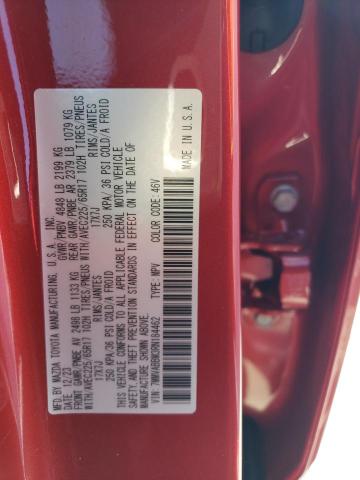 MFD. BY MAZDA TOYOTA MANUFACTURING, U.S.A., INC.
DATE: 12/23 GVWR/PNBV 4848 LB 2199 KG
FRONT GAWR/PNBE AV 2498 LB 1133 KG REAR GAWR/PNBE AR 2379 LB 1079 KG
WITH/AVEC225/65R17 102H TIRES/PNEUS WITH/AVEC225/65R17 102H TIRES/PNEUS
RIMS/JANTES RIMS/JANTES
17X7J 17X7J
250 KPA/36 PSI COLD/A FROID 250 KPA/36 PSI COLD/A FROID
THIS VEHICLE CONFORMS TO ALL APPLICABLE FEDERAL MOTOR VEHICLE
SAFETY AND THEFT PREVENTION STANDARDS IN EFFECT ON THE DATE OF
MANUFACTURE SHOWN ABOVE.
VIN: TYPE: MPV COLOR CODE: 46V
MADE IN U.S.A.